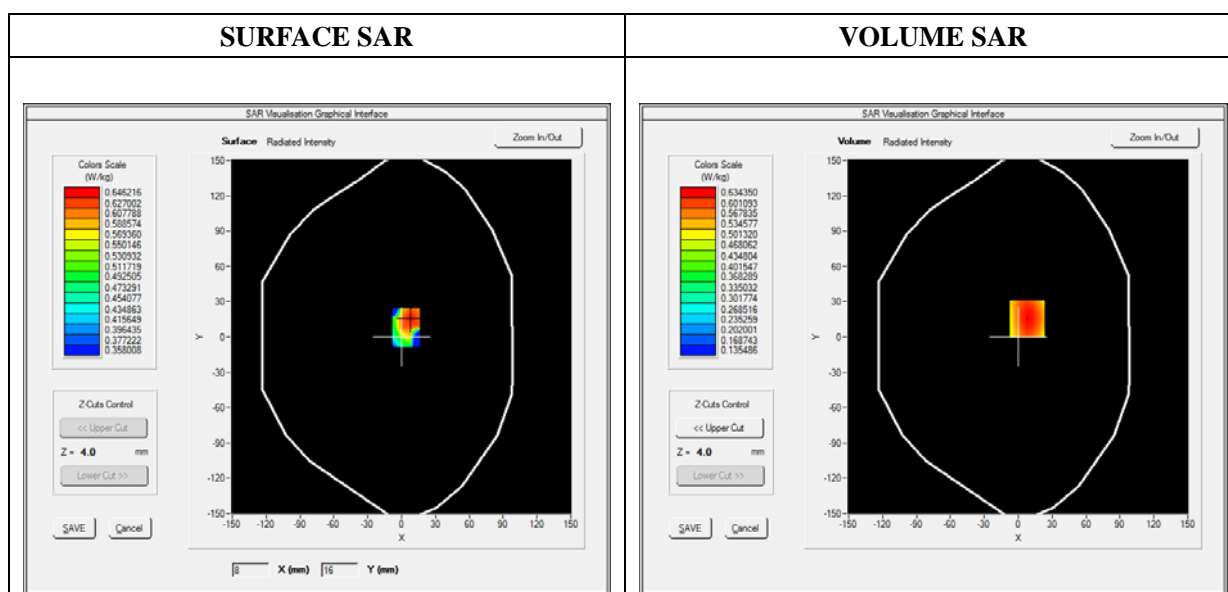 SURFACE SAR
VOLUME SAR
SAR Visualisation Graphical Interface
Surface Radiated Intensity
Zoom In/Out
Colors Scale
(W/kg)
0.646216
0.627002
0.607788
0.588574
0.569360
0.550146
0.530932
0.511719
0.492505
0.473291
0.454077
0.434863
0.415649
0.396435
0.377222
0.358008
Z-Cuts Control
<< Upper Cut
Z = 4.0 mm
Lower Cut >>
SAVE Cancel
150
120
90
60
30
0
-30
-60
-90
-120
-150
Y
-150 -120 -90 -60 -30 0 30 60 90 120 150
X
8 X (mm) 16 Y (mm)
SAR Visualisation Graphical Interface
Volume Radiated Intensity
Zoom In/Out
Colors Scale
(W/kg)
0.634350
0.601093
0.567835
0.534577
0.501320
0.468062
0.434804
0.401547
0.368289
0.335032
0.301774
0.268516
0.235259
0.202001
0.168743
0.135486
Z-Cuts Control
<< Upper Cut
Z = 4.0 mm
Lower Cut >>
SAVE Cancel
150
120
90
60
30
0
-30
-60
-90
-120
-150
Y
-150 -120 -90 -60 -30 0 30 60 90 120 150
X